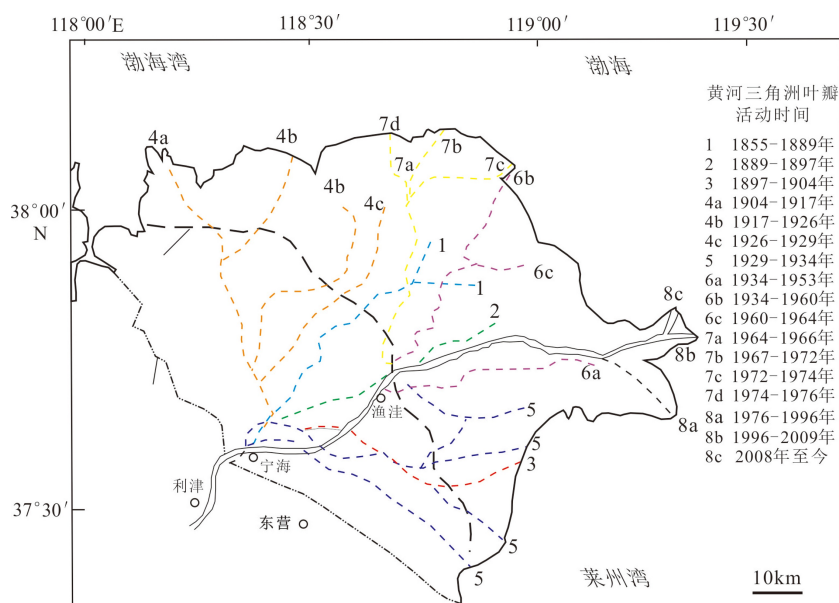 118°00′E
118°30′
119°00′
119°30′
渤海湾
渤海
黄河三角洲叶瓣
活动时间
1 1855-1889年
2 1889-1897年
3 1897-1904年
4a 1904-1917年
4b 1917-1926年
4c 1926-1929年
5 1929-1934年
6a 1934-1953年
6b 1934-1960年
6c 1960-1964年
7a 1964-1966年
7b 1967-1972年
7c 1972-1974年
7d 1974-1976年
8a 1976-1996年
8b 1996-2009年
8c 2008年至今
4a
4b
7d
7b
7a
7c
6b
4b
4c
38°00′
N
1
6c
1
8c
2
8b
6a
渔洼
8a
5
5
宁海
3
利津
37°30′
东营
5
5
莱州湾
10km